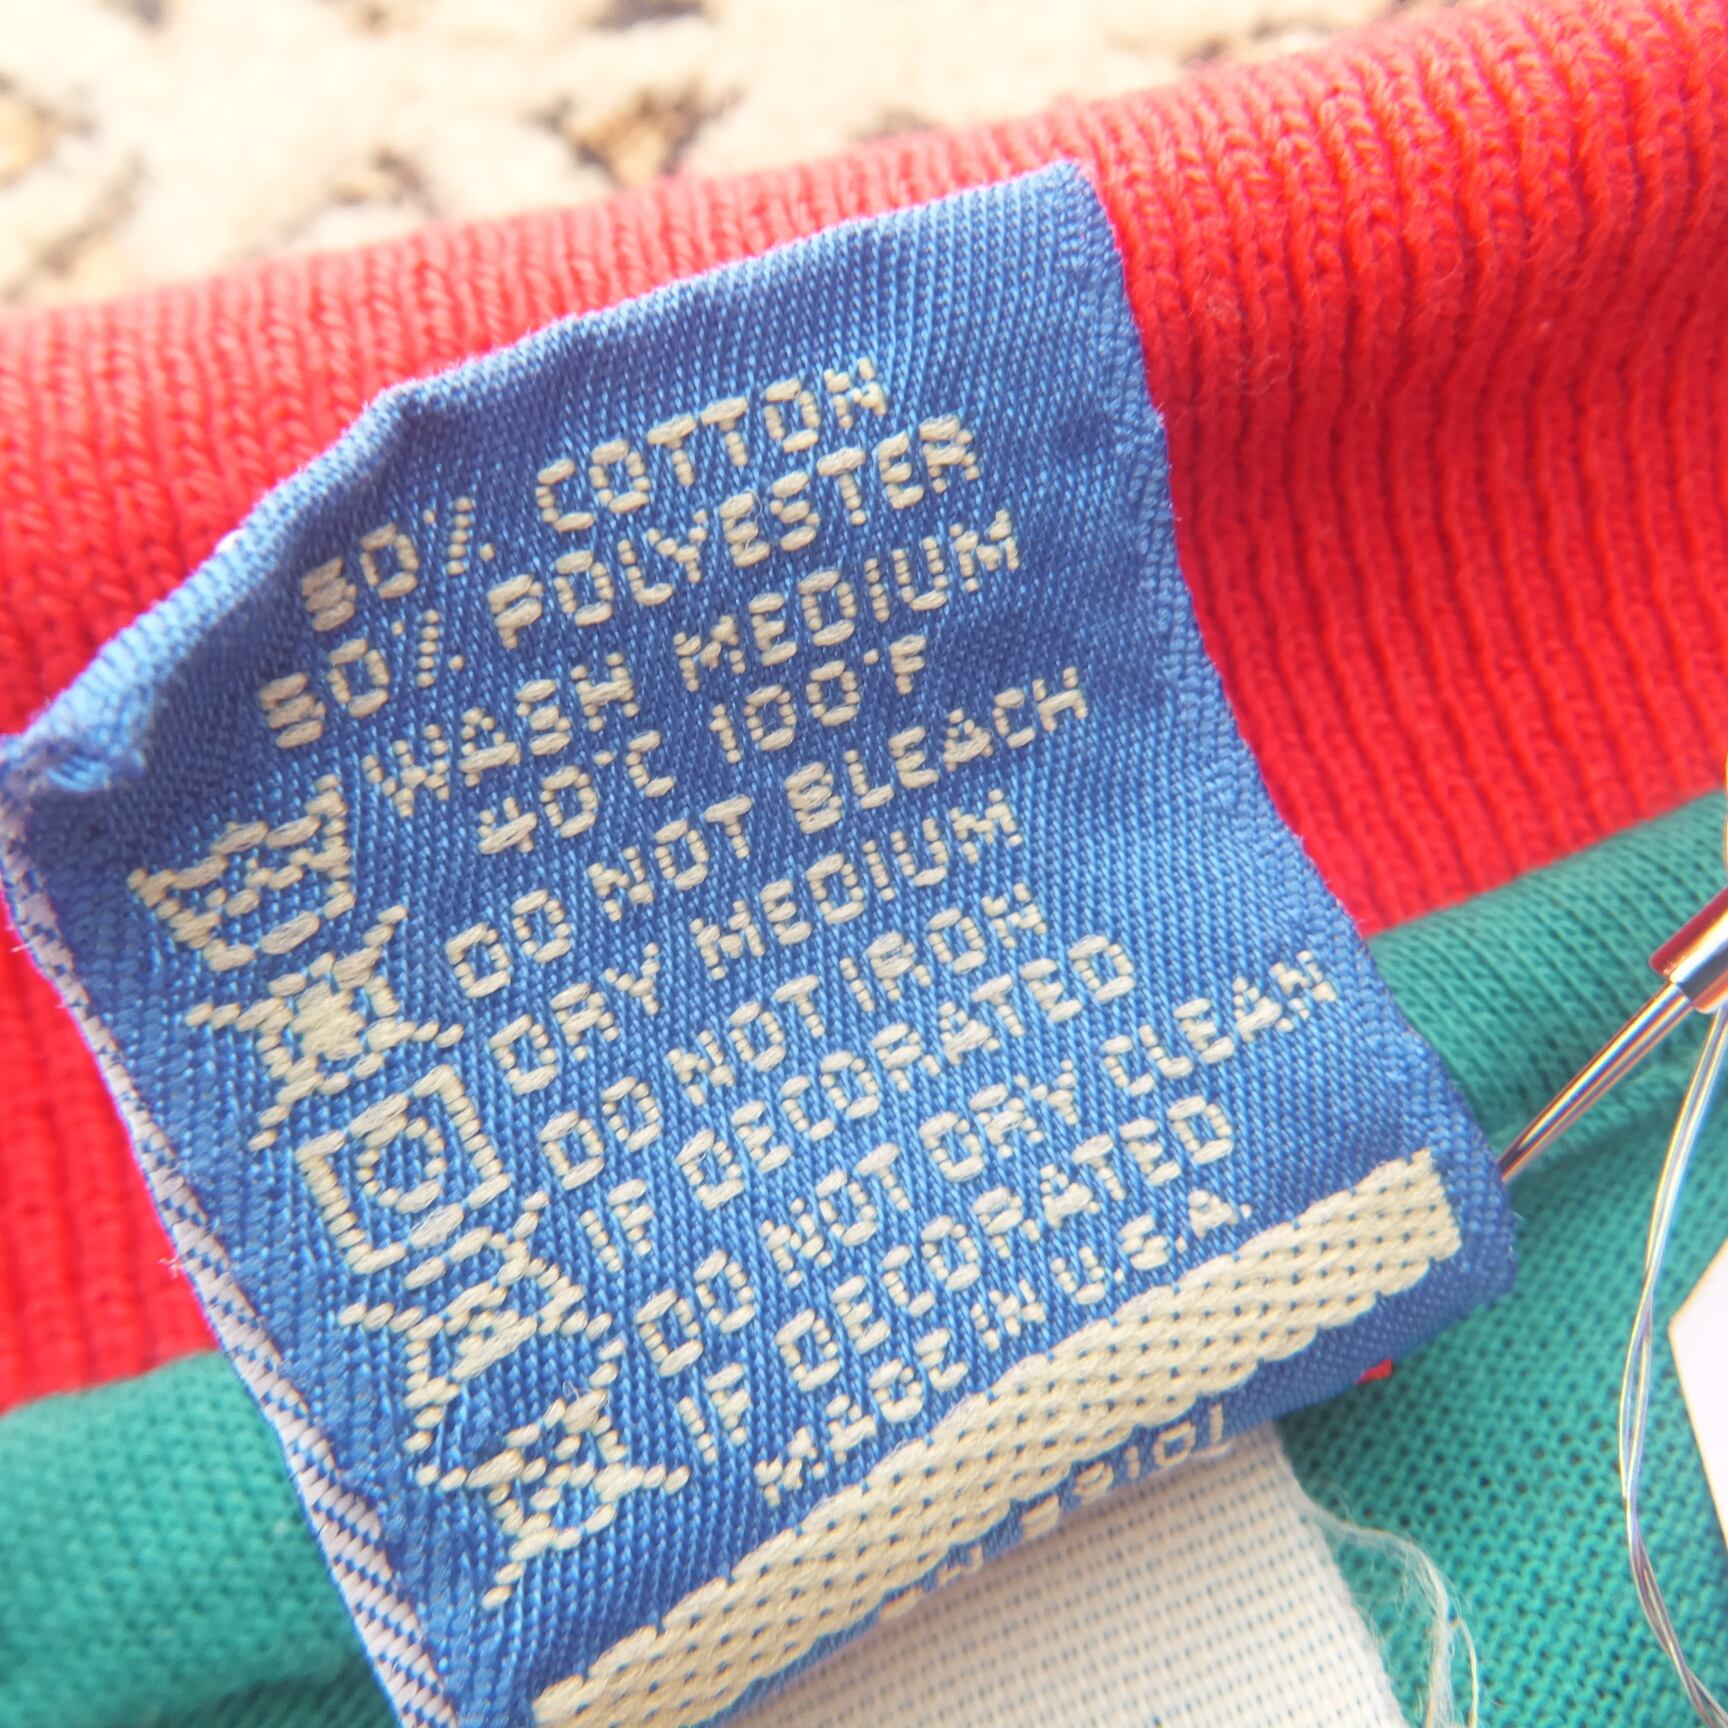 50% COTTON
50% POLYESTER
WASH MEDIUM
40°C 100°F
DO NOT BLEACH
DRY MEDIUM
DO NOT IRON
IF DECORATED
DO NOT DRY CLEAN
IF DECORATED
MADE IN U.S.A.